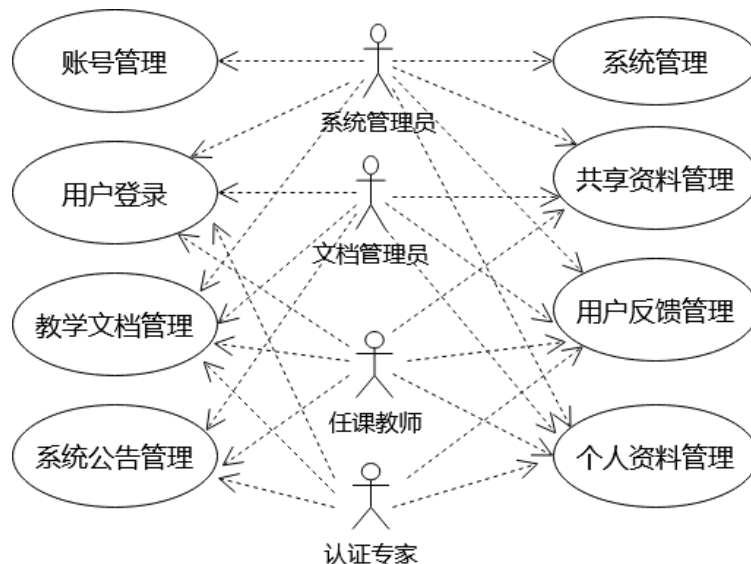 账号管理
系统管理
系统管理员
用户登录
共享资料管理
文档管理员
教学文档管理
用户反馈管理
任课教师
系统公告管理
个人资料管理
认证专家